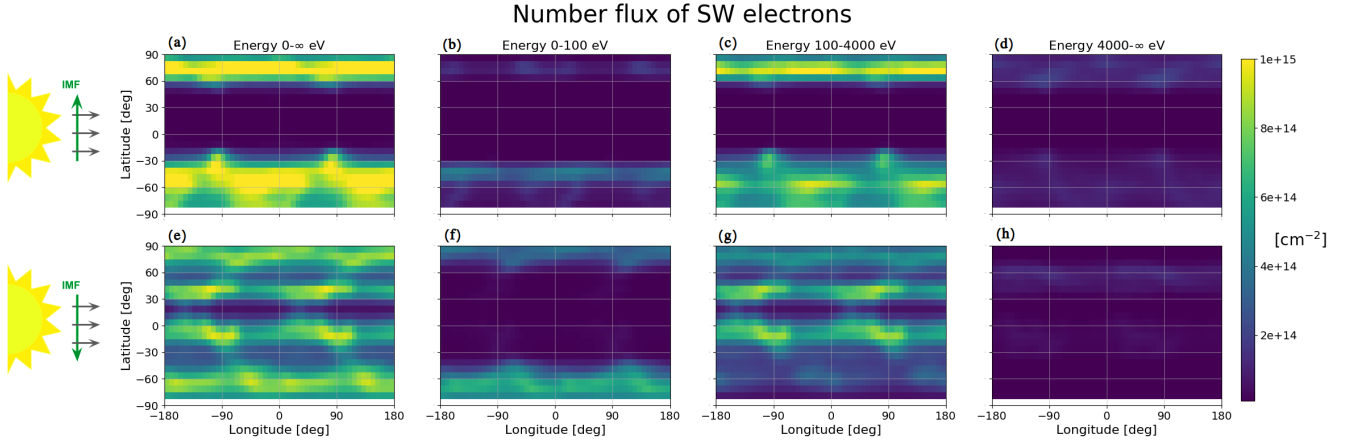 Number flux of SW electrons
(a) Energy 0-∞ eV
(b) Energy 0-100 eV
(c) Energy 100-4000 eV
(d) Energy 4000-∞ eV
IMF
Latitude [deg]
90
60
30
0
−30
−60
−90
(e)
(f)
(g)
(h)
IMF
Latitude [deg]
90
60
30
0
−30
−60
−90
−180 −90 0 90 180
−180 −90 0 90 180
−180 −90 0 90 180
−180 −90 0 90 180
Longitude [deg] Longitude [deg] Longitude [deg] Longitude [deg]
1e+15
8e+14
6e+14
4e+14
2e+14
[cm⁻²]